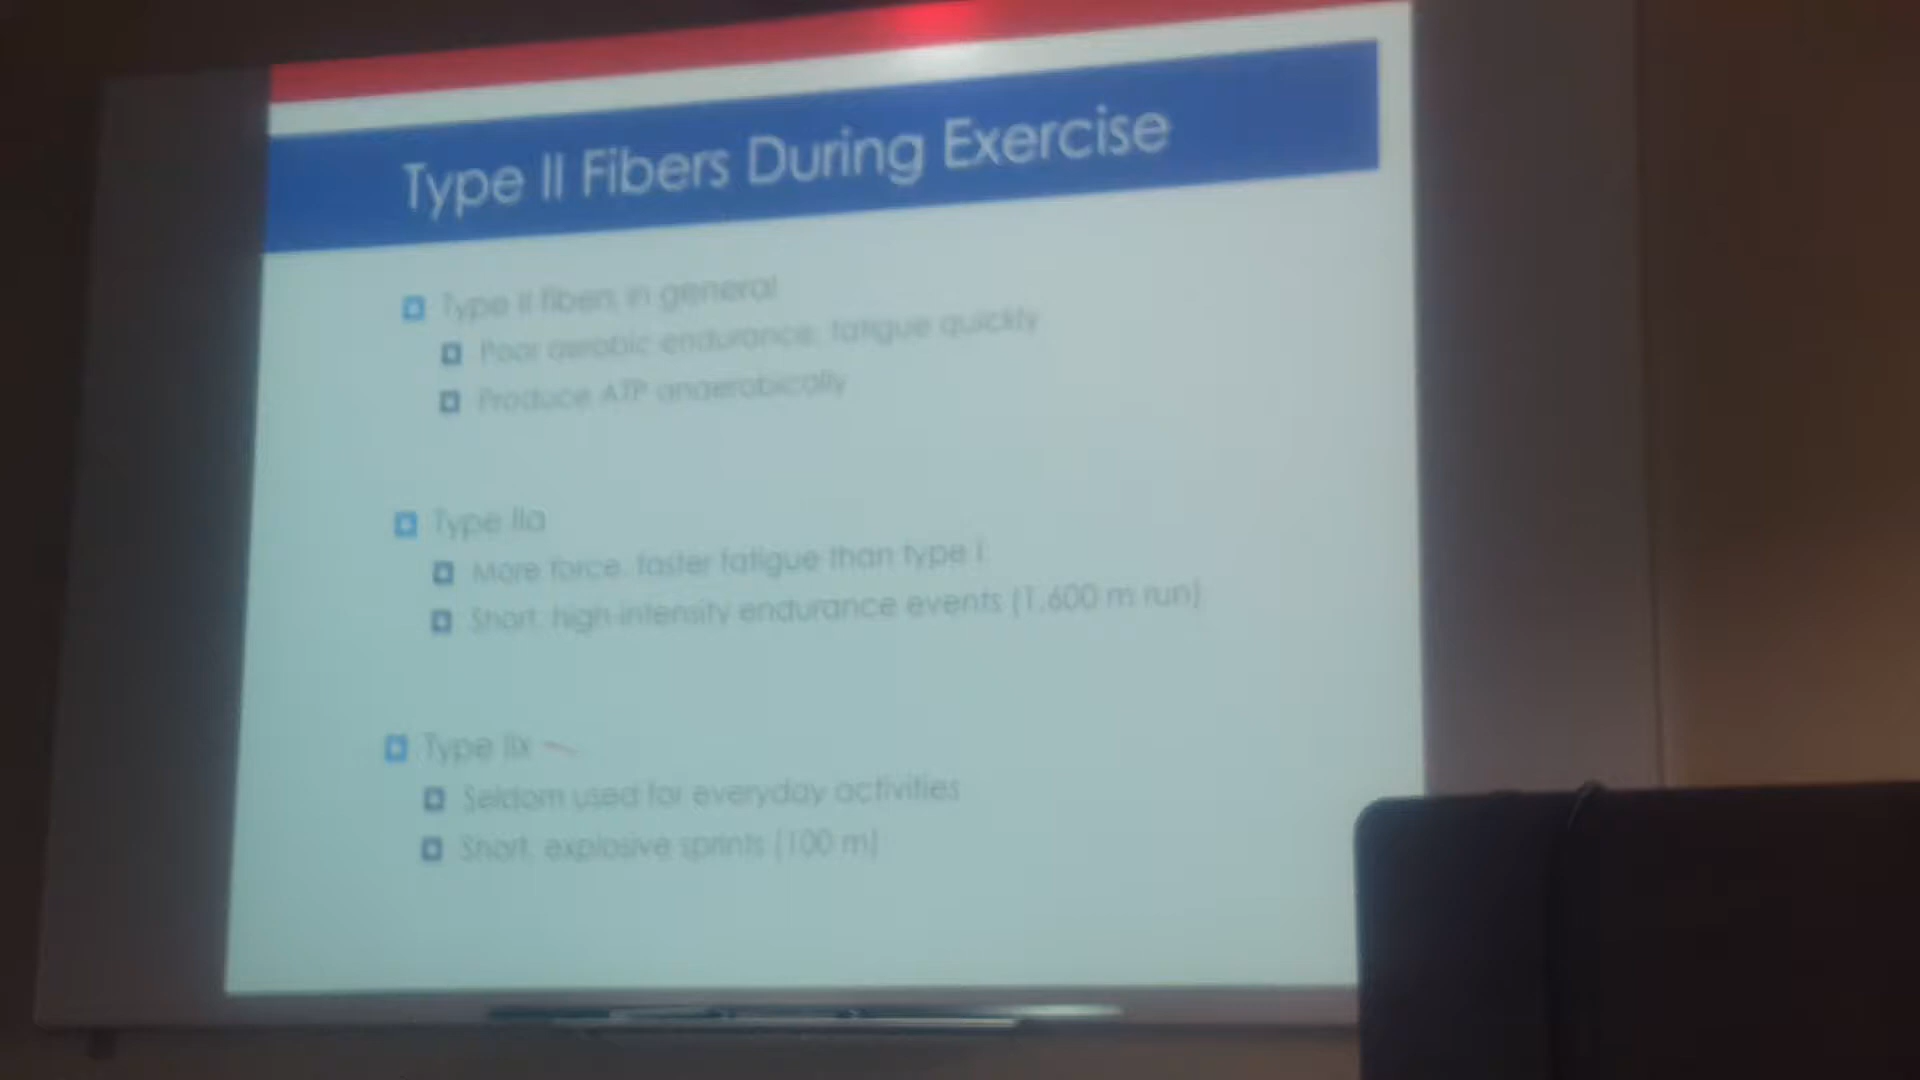 Type II Fibers During Exercise
Type II fibers in general
Poor aerobic endurance, fatigue quickly
Produce ATP anaerobically
Type IIa
More force, faster fatigue than type I
Short, high-intensity endurance events (1,600 m run)
Type IIx
Seldom used for everyday activities
Short, explosive sprints (100 m)